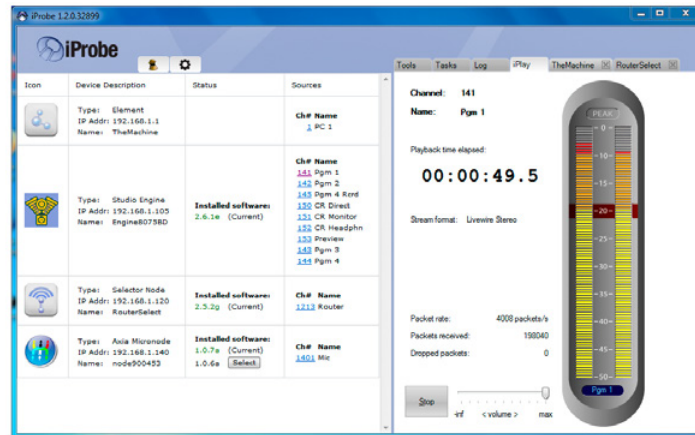 iProbe 1.2.0.32899
iProbe
Tools Tasks Log iPlay TheMachine RouterSelect
Icon Device Description Status Sources
Type: Element
IP Addr: 192.168.1.1
Name: TheMachine
Ch# Name
1 PC 1
Type: Studio Engine
IP Addr: 192.168.1.105
Name: Engine80758D
Installed software:
2.6.1e (Current)
Ch# Name
141 Pgm 1
142 Pgm 2
145 Pgm 4 Rcrd
150 CR Direct
151 CR Monitor
152 CR Headphn
153 Preview
143 Pgm 3
144 Pgm 4
Type: Selector Node
IP Addr: 192.168.1.120
Name: RouterSelect
Installed software:
2.5.2g (Current)
Ch# Name
1213 Router
Type: Axia Micronode
IP Addr: 192.168.1.140
Name: node900453
Installed software:
1.0.7a (Current)
1.0.6a Select
Ch# Name
1401 Mic
Channel: 141
Name: Pgm 1
Playback time elapsed:
00:00:49.5
Stream format: Livewire Stereo
Packet rate: 4008 packets/s
Packets received: 198040
Dropped packets: 0
Stop
-inf < volume > max
PEAK
-0-
-10-
-15-
-20-
-25-
-30-
-35-
-40-
-45-
-50-
Pgm 1